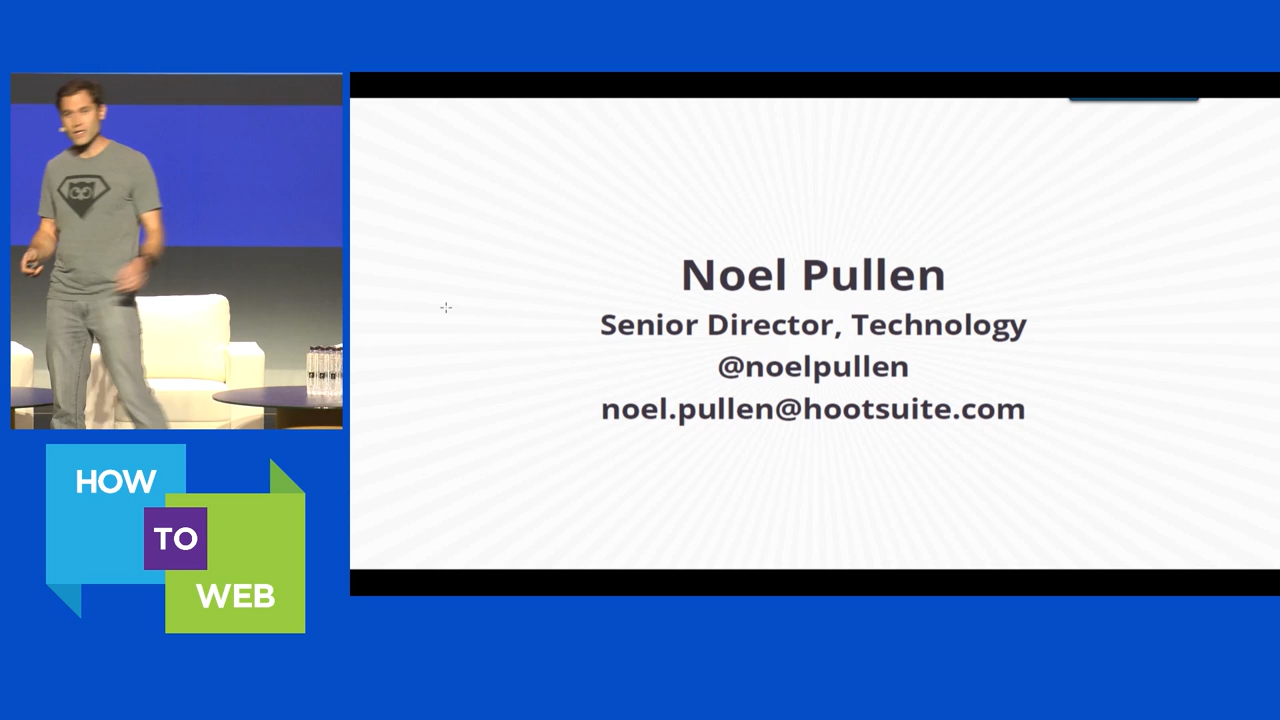 Noel Pullen
Senior Director, Technology
@noelpullen
noel.pullen@hootsuite.com
HOW
TO
WEB